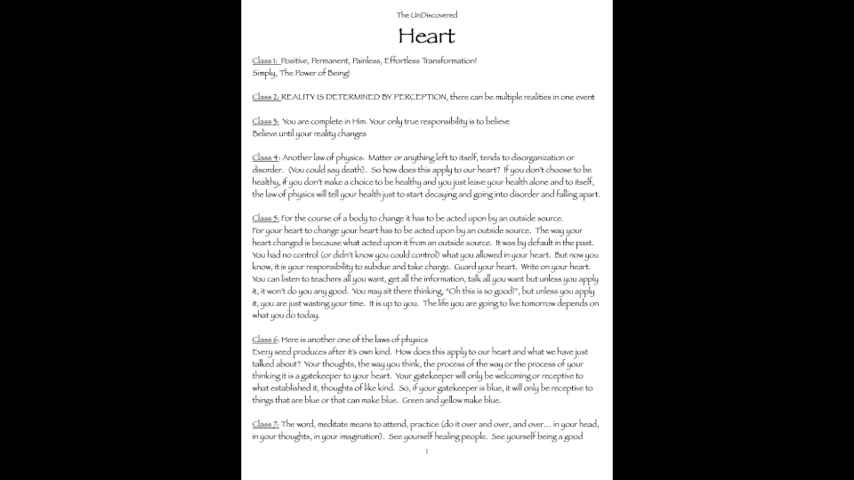 The UnDiscovered
Heart
Class 1: Positive, Permanent, Painless, Effortless Transformation!
Simply, The Power of Being!
Class 2: REALITY IS DETERMINED BY PERCEPTION, there can be multiple realities in one event
Class 3: You are complete in Him. Your only true responsibility is to believe
Believe until your reality changes
Class 4: Another law of physics: Matter or anything left to itself, tends to disorganization or
disorder. (You could say death). So how does this apply to our heart? If you don't choose to be
healthy, if you don't make a choice to be healthy and you just leave your health alone and to itself,
the law of physics will tell your health just to start decaying and going into disorder and falling apart.
Class 5: For the course of a body to change it has to be acted upon by an outside source.
For your heart to change your heart has to be acted upon by an outside source. The way your
heart changed is because what acted upon it from an outside source. It was by default in the past.
You had no control (or didn't know you could control) what you allowed in your heart. But now you
know, it is your responsibility to subdue and take charge. Guard your heart. Write on your heart.
You can listen to teachers all you want, get all the information, talk all you want but unless you apply
it, it won't do you any good. You may sit there thinking, "Oh this is so good!", but unless you apply
it, you are just wasting your time. It is up to you. The life you are going to live tomorrow depends on
what you do today.
Class 6: Here is another one of the laws of physics
Every seed produces after it's own kind. How does this apply to our heart and what we have just
talked about? Your thoughts, the way you think, the process of the way or the process of your
thinking it is a gatekeeper to your heart. Your gatekeeper will only be welcoming or receptive to
what established it, thoughts of like kind. So, if your gatekeeper is blue, it will only be receptive to
things that are blue or that can make blue. Green and yellow make blue.
Class 7: The word, meditate means to attend, practice (do it over and over, and over... in your head,
in your thoughts, in your imagination). See yourself healing people. See yourself being a good
1